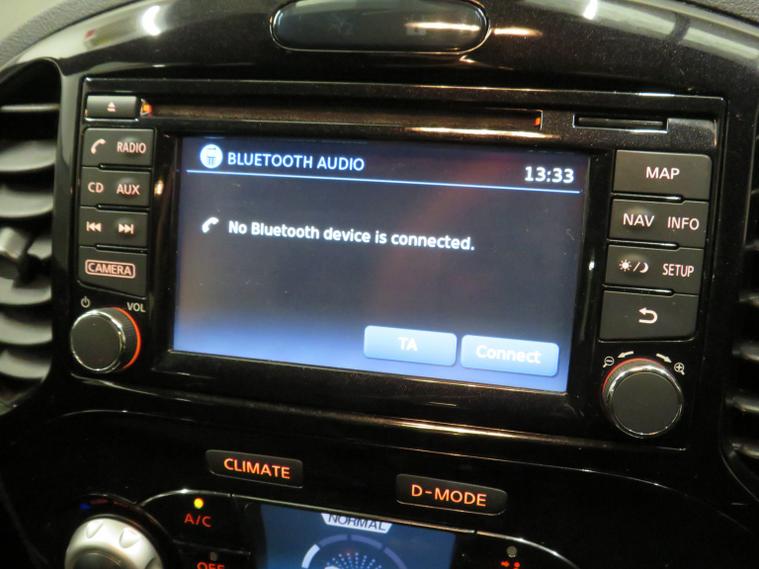 BLUETOOTH AUDIO 13:33
No Bluetooth device is connected.
TA Connect
RADIO
CD AUX
CAMERA
VOL
MAP
NAV INFO
SETUP
CLIMATE
D-MODE
A/C
NORMAL
OFF